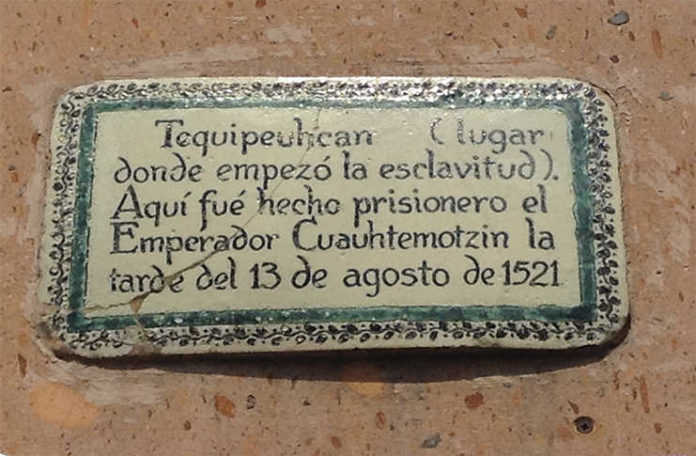 Tequipeuhcan (lugar
donde empezó la esclavitud).
Aquí fué hecho prisionero el
Emperador Cuauhtemotzin la
tarde del 13 de agosto de 1521